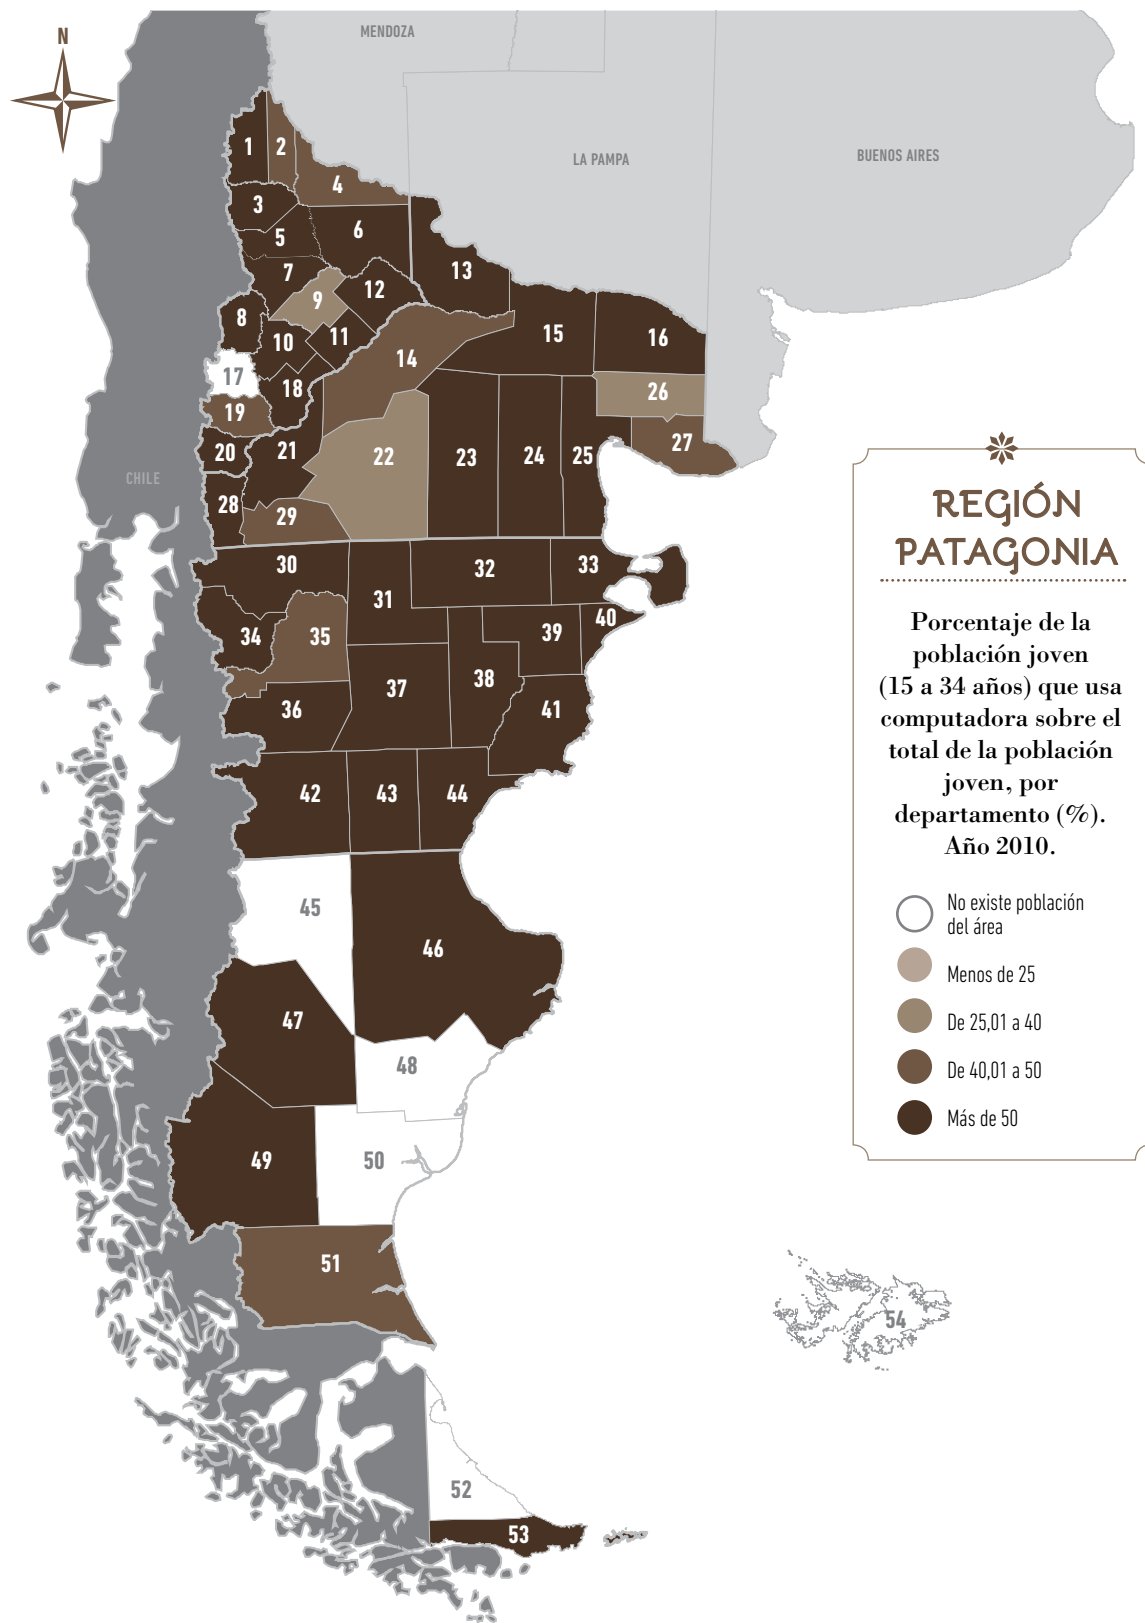 N
MENDOZA
LA PAMPA
BUENOS AIRES
CHILE
1
2
3
4
5
6
7
8
9
10
11
12
13
14
15
16
17
18
19
20
21
22
23
24
25
26
27
28
29
30
31
32
33
34
35
36
37
38
39
40
41
42
43
44
45
46
47
48
49
50
51
52
53
54
REGIÓN
PATAGONIA
Porcentaje de la
población joven
(15 a 34 años) que usa
computadora sobre el
total de la población
joven, por
departamento (%).
Año 2010.
No existe población
del área
Menos de 25
De 25,01 a 40
De 40,01 a 50
Más de 50